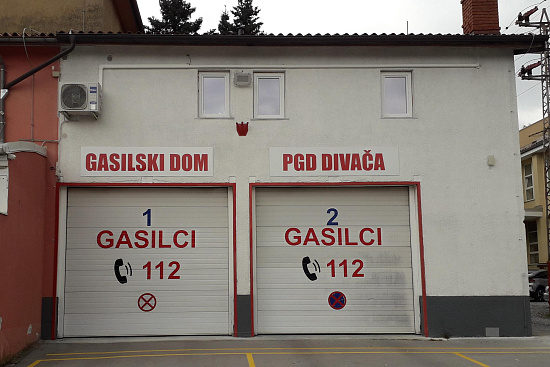 GASILSKI DOM
PGD DIVAČA
1
GASILCI
112
2
GASILCI
112